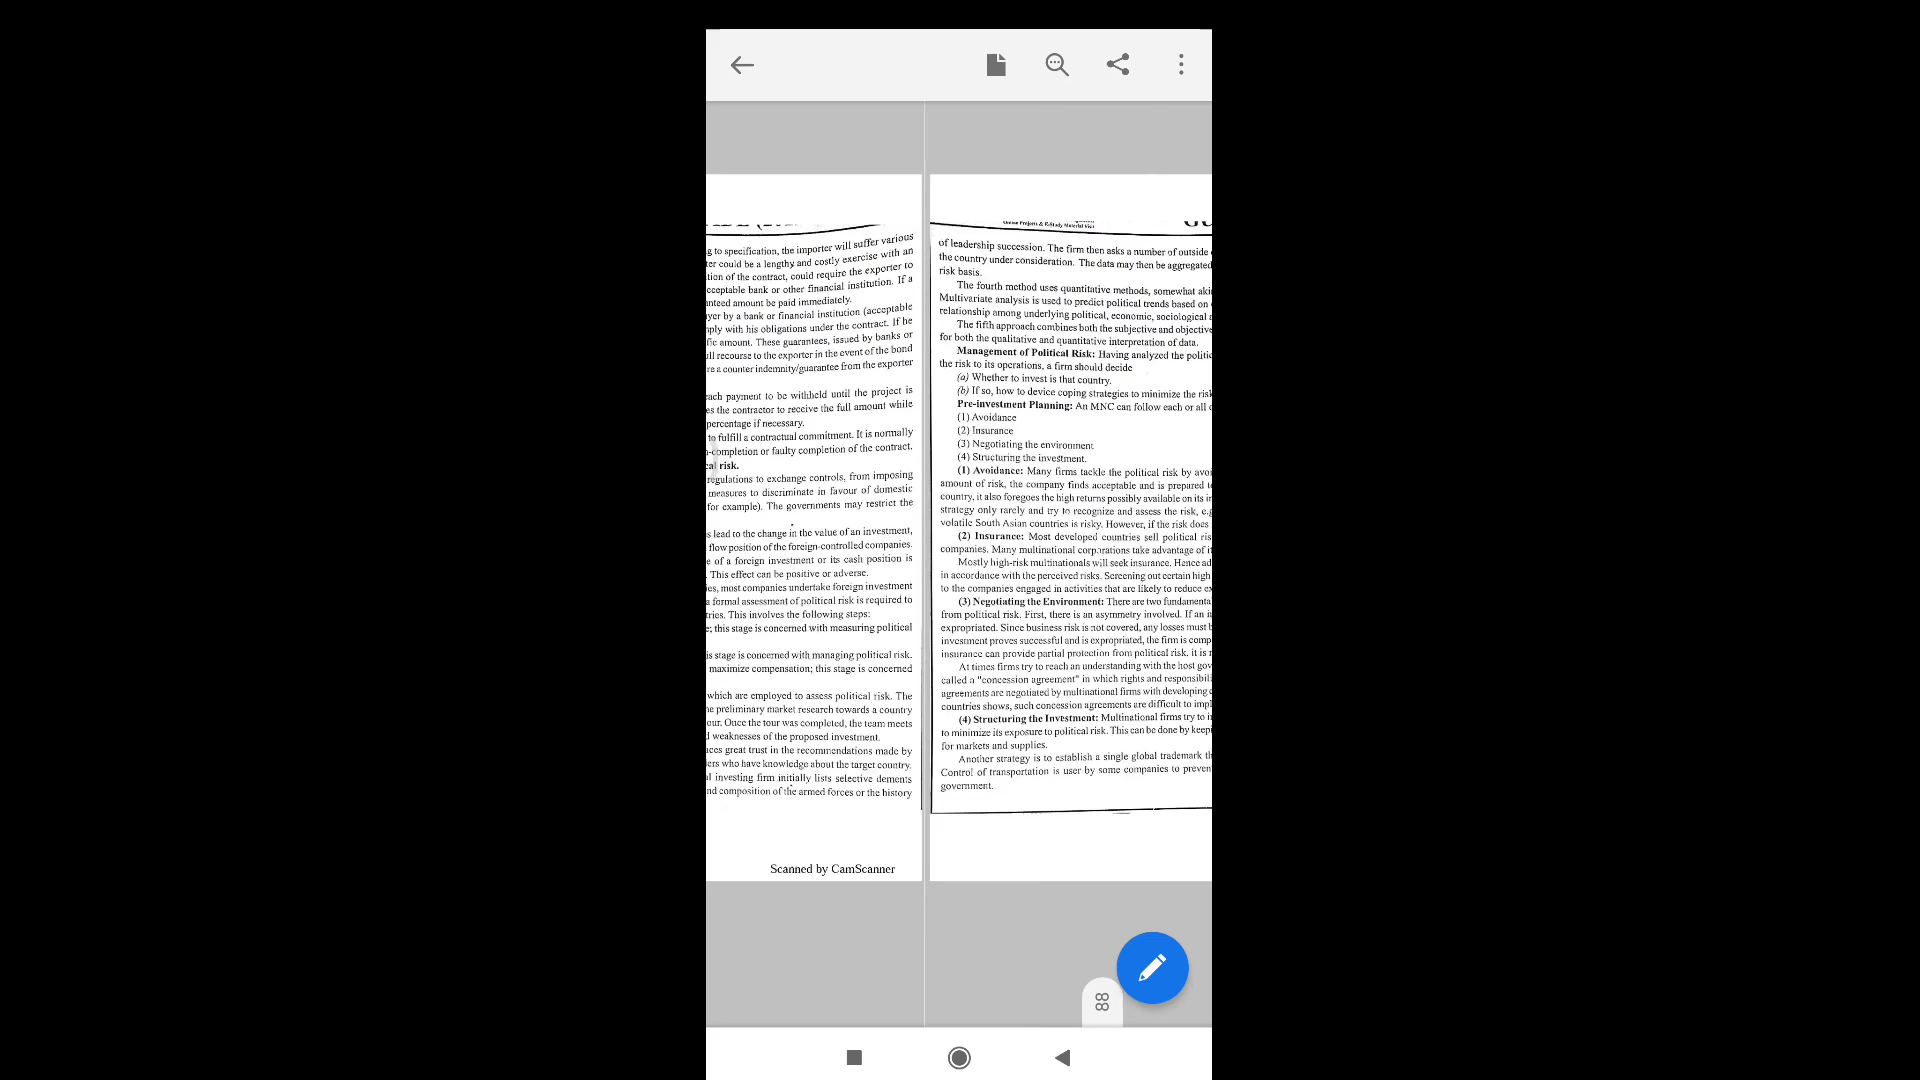 g to specification, the importer will suffer various
ter could be a lengthy and costly exercise with an
tion of the contract, could require the exporter to
cceptable bank or other financial institution. If a
nteed amount be paid immediately.
yer by a bank or financial institution (acceptable
mply with his obligations under the contract. If he
fic amount. These guarantees, issued by banks or
ull recourse to the exporter in the event of the bond
re a counter indemnity/guarantee from the exporter
each payment to be withheld until the project is
es the contractor to receive the full amount while
percentage if necessary.
to fulfill a contractual commitment. It is normally
n-completion or faulty completion of the contract.
cal risk.
regulations to exchange controls, from imposing
measures to discriminate in favour of domestic
for example). The governments may restrict the
s lead to the change in the value of an investment,
flow position of the foreign-controlled companies.
e of a foreign investment or its cash position is
. This effect can be positive or adverse.
ies, most companies undertake foreign investment
a formal assessment of political risk is required to
tries. This involves the following steps:
e; this stage is concerned with measuring political
is stage is concerned with managing political risk.
maximize compensation; this stage is concerned
which are employed to assess political risk. The
ne preliminary market research towards a country
our. Once the tour was completed, the team meets
d weaknesses of the proposed investment.
ces great trust in the recommendations made by
ers who have knowledge about the target country.
al investing firm initially lists selective dements
nd composition of the armed forces or the history
Scanned by CamScanner
Online Projects & E-Study Material Visit
GU
of leadership succession. The firm then asks a number of outside
the country under consideration. The data may then be aggregated
risk basis.
The fourth method uses quantitative methods, somewhat aki
Multivariate analysis is used to predict political trends based on
relationship among underlying political, economic, sociological a
The fifth approach combines both the subjective and objective
for both the qualitative and quantitative interpretation of data.
Management of Political Risk: Having analyzed the politic
the risk to its operations, a firm should decide
(a) Whether to invest is that country.
(b) If so, how to device coping strategies to minimize the risk
Pre-investment Planning: An MNC can follow each or all o
(1) Avoidance
(2) Insurance
(3) Negotiating the environment
(4) Structuring the investment.
(1) Avoidance: Many firms tackle the political risk by avoi
amount of risk, the company finds acceptable and is prepared to
country, it also foregoes the high returns possibly available on its in
strategy only rarely and try to recognize and assess the risk, e.g
volatile South Asian countries is risky. However, if the risk does
(2) Insurance: Most developed countries sell political ris
companies. Many multinational corporations take advantage of it
Mostly high-risk multinationals will seek insurance. Hence ad
in accordance with the perceived risks. Screening out certain high
to the companies engaged in activities that are likely to reduce ex
(3) Negotiating the Environment: There are two fundamenta
from political risk. First, there is an asymmetry involved. If an i
expropriated. Since business risk is not covered, any losses must b
investment proves successful and is expropriated, the firm is comp
insurance can provide partial protection from political risk. it is n
At times firms try to reach an understanding with the host gov
called a "concession agreement" in which rights and responsibili
agreements are negotiated by multinational firms with developing c
countries shows, such concession agreements are difficult to impl
(4) Structuring the Investment: Multinational firms try to i
to minimize its exposure to political risk. This can be done by keepi
for markets and supplies.
Another strategy is to establish a single global trademark th
Control of transportation is user by some companies to preven
government.